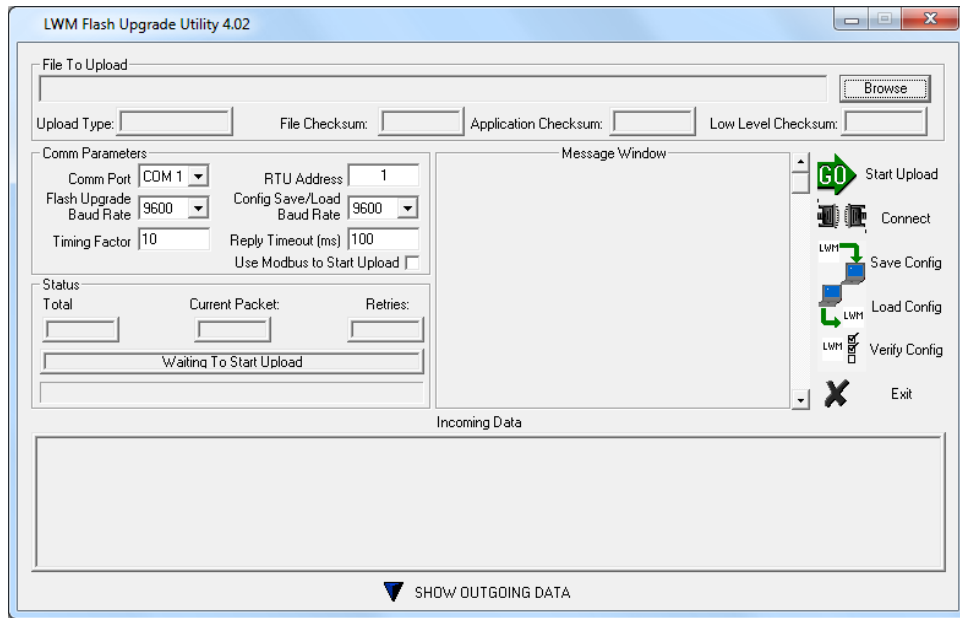 LWM Flash Upgrade Utility 4.02
File To Upload
Browse
Upload Type: File Checksum: Application Checksum: Low Level Checksum:
Comm Parameters
Comm Port COM 1 RTU Address 1
Flash Upgrade Baud Rate 9600 Config Save/Load Baud Rate 9600
Timing Factor 10 Reply Timeout (ms) 100
Use Modbus to Start Upload
Status
Total Current Packet: Retries:
Waiting To Start Upload
Message Window
GO Start Upload
Connect
LWM Save Config
LWM Load Config
LWM Verify Config
Exit
Incoming Data
SHOW OUTGOING DATA